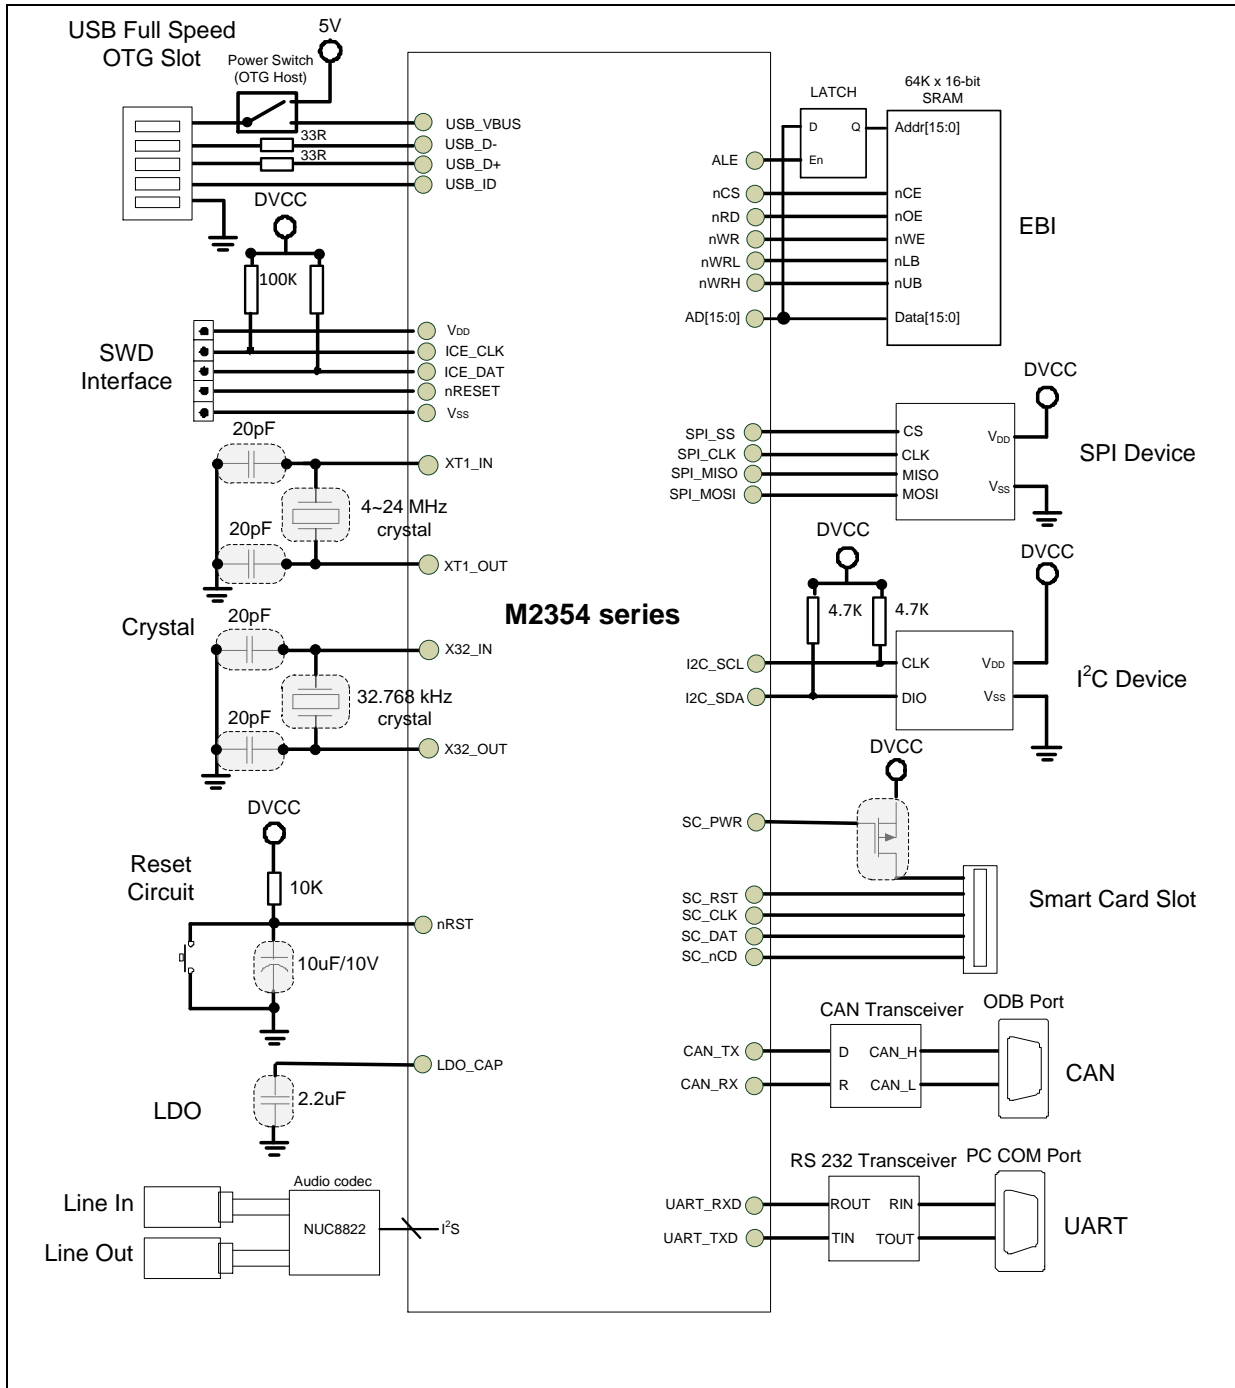 USB Full Speed
OTG Slot
5V
Power Switch
(OTG Host)
USB_VBUS
33R
USB_D-
33R
USB_D+
USB_ID
DVCC
100K
SWD
Interface
VDD
ICE_CLK
ICE_DAT
nRESET
Vss
20pF
XT1_IN
4~24 MHz
crystal
20pF
XT1_OUT
Crystal
20pF
X32_IN
32.768 kHz
crystal
20pF
X32_OUT
DVCC
Reset
Circuit
10K
nRST
10uF/10V
LDO_CAP
2.2uF
LDO
Audio codec
Line In
NUC8822
I²S
Line Out
M2354 series
LATCH
64K x 16-bit
SRAM
D
Q
Addr[15:0]
ALE
En
nCS
nCE
nRD
nOE
nWR
nWE
nWRL
nLB
nWRH
nUB
AD[15:0]
Data[15:0]
EBI
DVCC
SPI_SS
CS
VDD
SPI_CLK
CLK
SPI_MISO
MISO
SPI_MOSI
MOSI
VSS
SPI Device
DVCC
DVCC
4.7K
4.7K
I2C_SCL
CLK
VDD
I2C_SDA
DIO
Vss
I²C Device
DVCC
SC_PWR
SC_RST
SC_CLK
SC_DAT
SC_nCD
Smart Card Slot
CAN Transceiver
ODB Port
CAN_TX
D
CAN_H
CAN_RX
R
CAN_L
CAN
RS 232 Transceiver
PC COM Port
UART_RXD
ROUT
RIN
UART_TXD
TIN
TOUT
UART